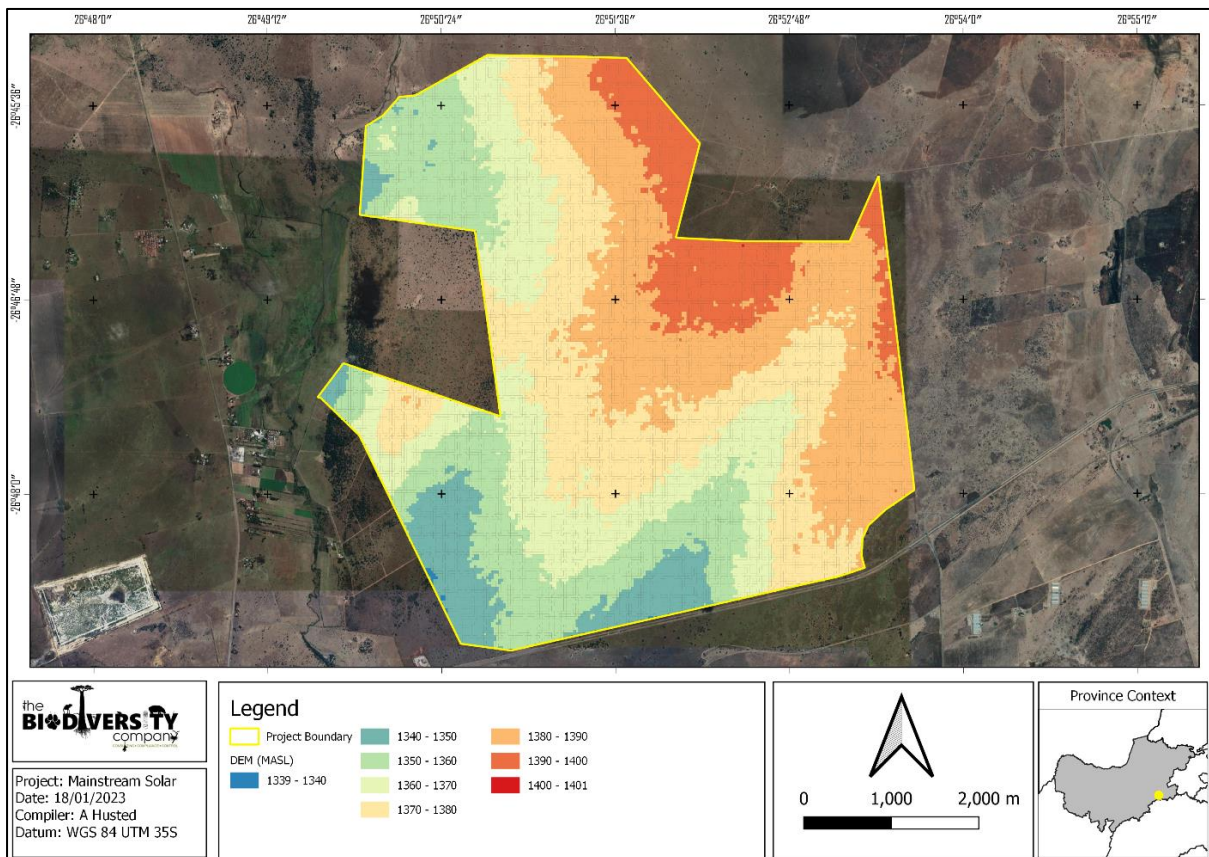 26°48'0" 26°49'12" 26°50'24" 26°51'36" 26°52'48" 26°54'0" 26°55'12"
-26°45'36"
-26°46'48"
-26°48'0"
the
BIODIVERSITY
company
Project: Mainstream Solar
Date: 18/01/2023
Compiler: A Husted
Datum: WGS 84 UTM 35S
Legend
Project Boundary
DEM (MASL)
1339 - 1340
1340 - 1350
1350 - 1360
1360 - 1370
1370 - 1380
1380 - 1390
1390 - 1400
1400 - 1401
0 1,000 2,000 m
Province Context